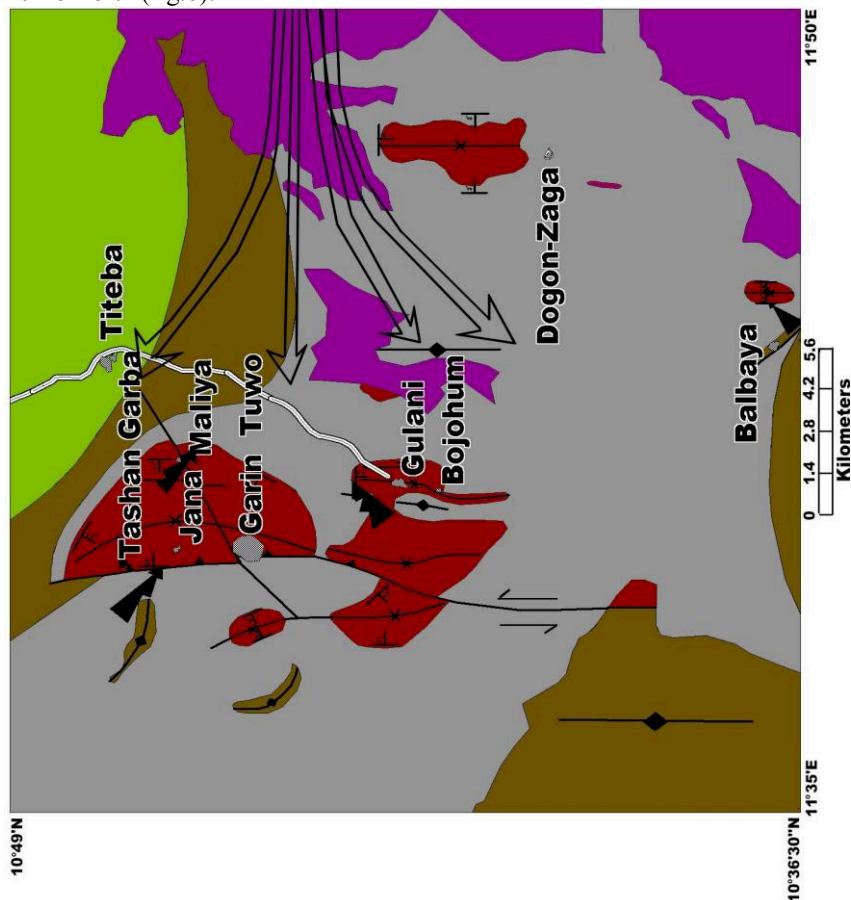 11°50'E
Titeba
Tashan Garba
Jana Maliya
Garin Tuwo
Gulani
Bojohum
Dogon-Zaga
Balbaya
0 1.4 2.8 4.2 5.6
Kilometers
10°49'N
11°35'E
10°36'30"N